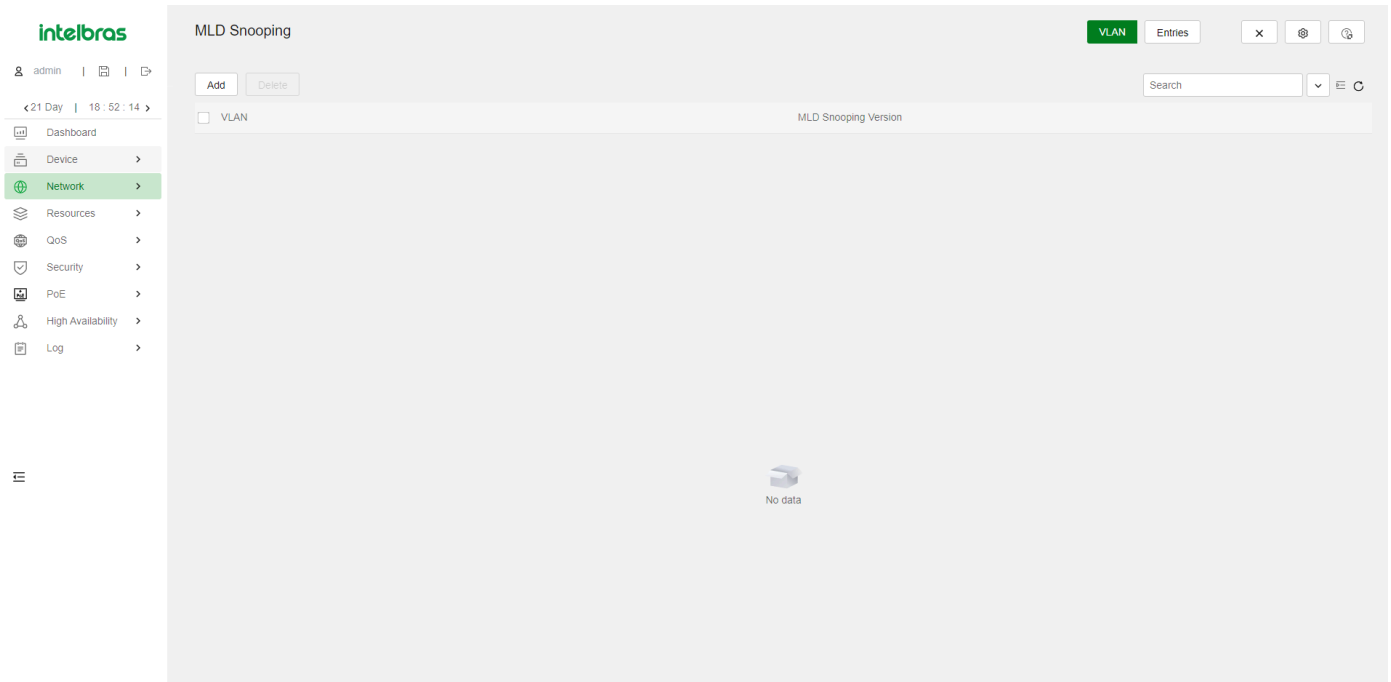 intelbras
MLD Snooping
VLAN
Entries
admin
Add
Delete
Search
21 Day | 18 : 52 : 14
VLAN
MLD Snooping Version
Dashboard
Device
Network
Resources
QoS
Security
PoE
High Availability
Log
No data